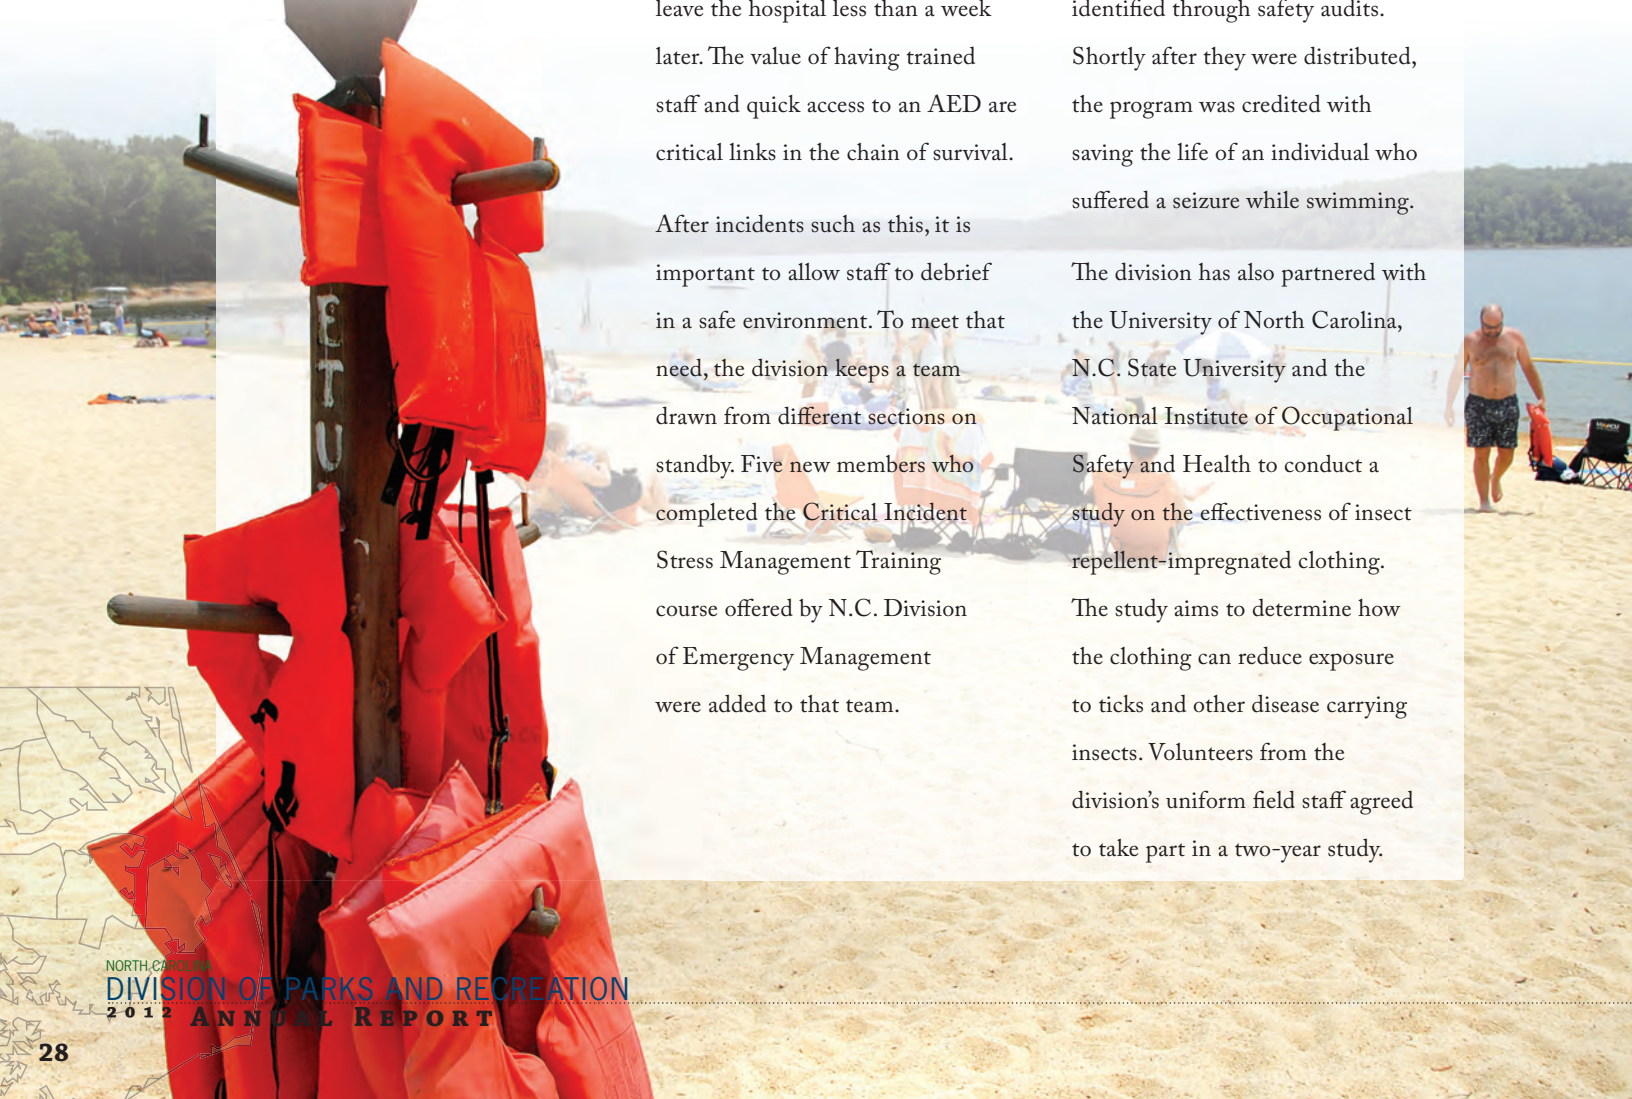 leave the hospital less than a week
later. The value of having trained
staff and quick access to an AED are
critical links in the chain of survival.
After incidents such as this, it is
important to allow staff to debrief
in a safe environment. To meet that
need, the division keeps a team
drawn from different sections on
standby. Five new members who
completed the Critical Incident
Stress Management Training
course offered by N.C. Division
of Emergency Management
were added to that team.
identified through safety audits.
Shortly after they were distributed,
the program was credited with
saving the life of an individual who
suffered a seizure while swimming.
The division has also partnered with
the University of North Carolina,
N.C. State University and the
National Institute of Occupational
Safety and Health to conduct a
study on the effectiveness of insect
repellent-impregnated clothing.
The study aims to determine how
the clothing can reduce exposure
to ticks and other disease carrying
insects. Volunteers from the
division's uniform field staff agreed
to take part in a two-year study.
E
T
U
NORTH CAROLINA
DIVISION OF PARKS AND RECREATION
2012 ANNUAL REPORT
28